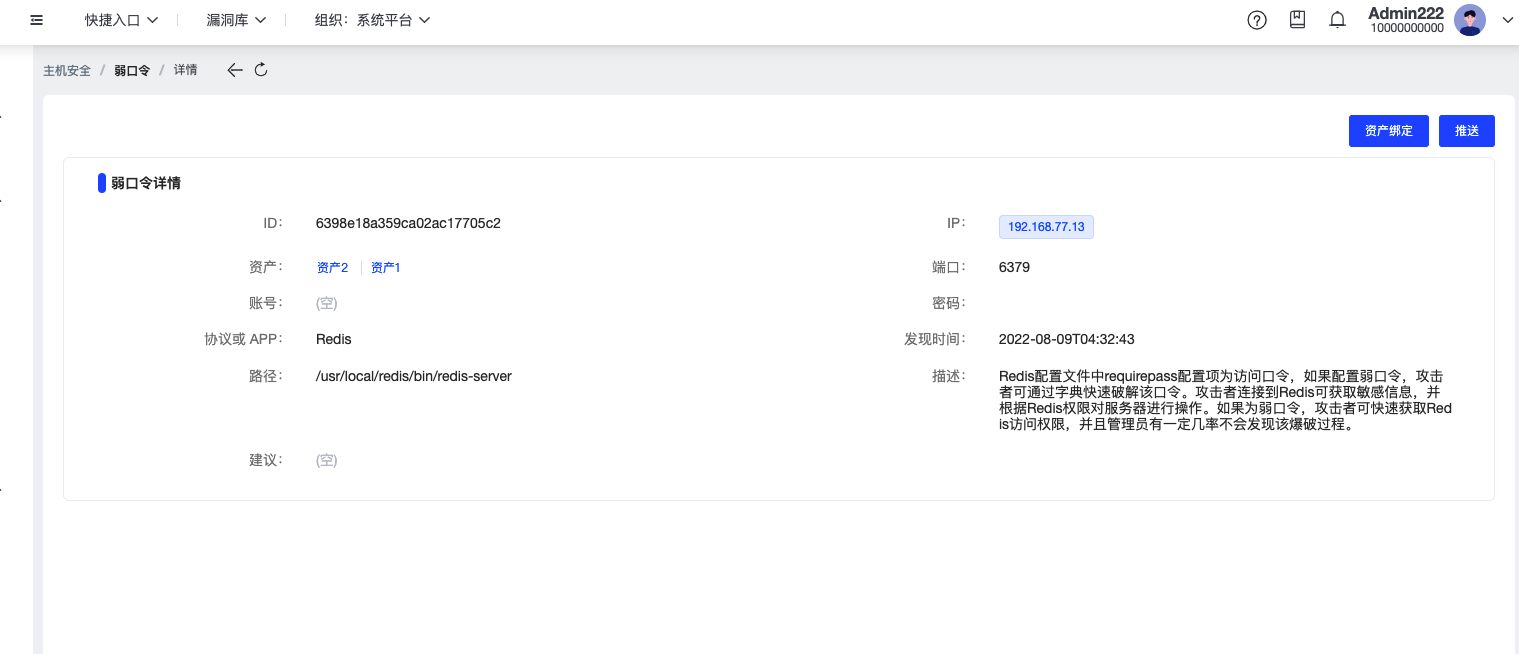 快捷入口 漏洞库 组织：系统平台 Admin222
10000000000
主机安全 / 弱口令 / 详情
资产绑定 推送
弱口令详情
ID： 6398e18a359ca02ac17705c2 IP： 192.168.77.13
资产： 资产2 资产1 端口： 6379
账号： (空) 密码：
协议或 APP： Redis 发现时间： 2022-08-09T04:32:43
路径： /usr/local/redis/bin/redis-server 描述： Redis配置文件中requirepass配置项为访问口令，如果配置弱口令，攻击
者可通过字典快速破解该口令。攻击者连接到Redis可获取敏感信息，并
根据Redis权限对服务器进行操作。如果为弱口令，攻击者可快速获取Red
is访问权限，并且管理员有一定几率不会发现该爆破过程。
建议： (空)